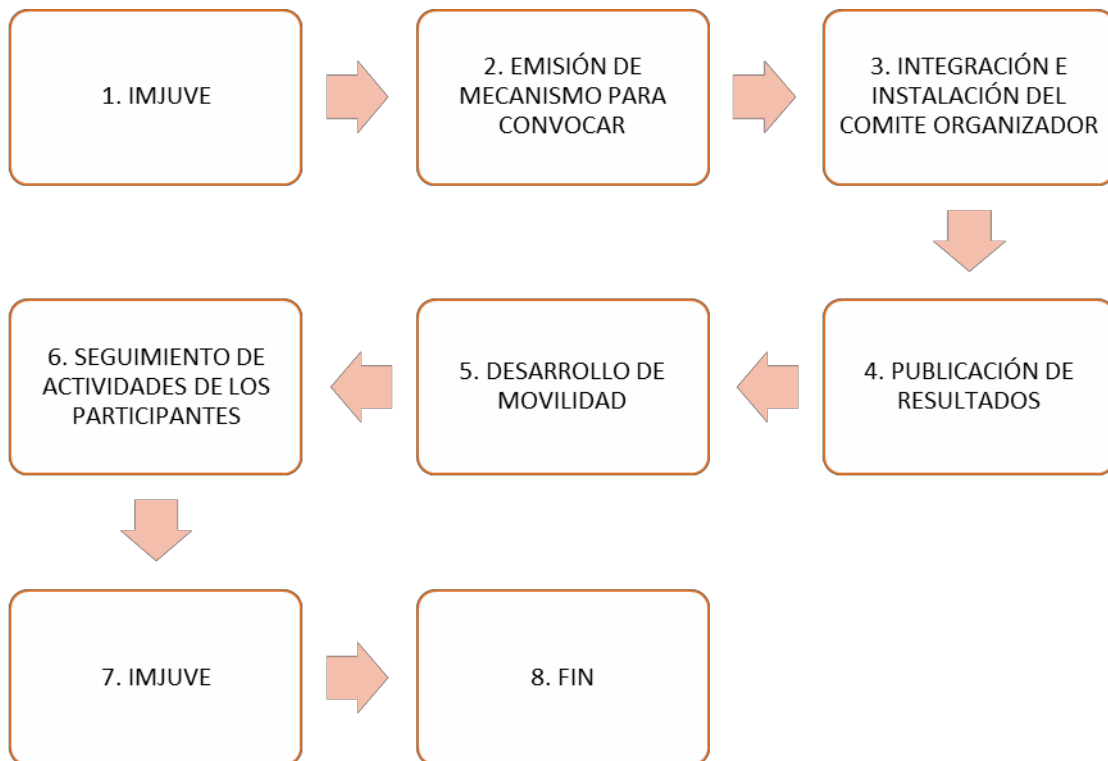 1. IMJUVE
2. EMISIÓN DE
MECANISMO PARA
CONVOCAR
3. INTEGRACIÓN E
INSTALACIÓN DEL
COMITE ORGANIZADOR
4. PUBLICACIÓN DE
RESULTADOS
5. DESARROLLO DE
MOVILIDAD
6. SEGUIMIENTO DE
ACTIVIDADES DE LOS
PARTICIPANTES
7. IMJUVE
8. FIN